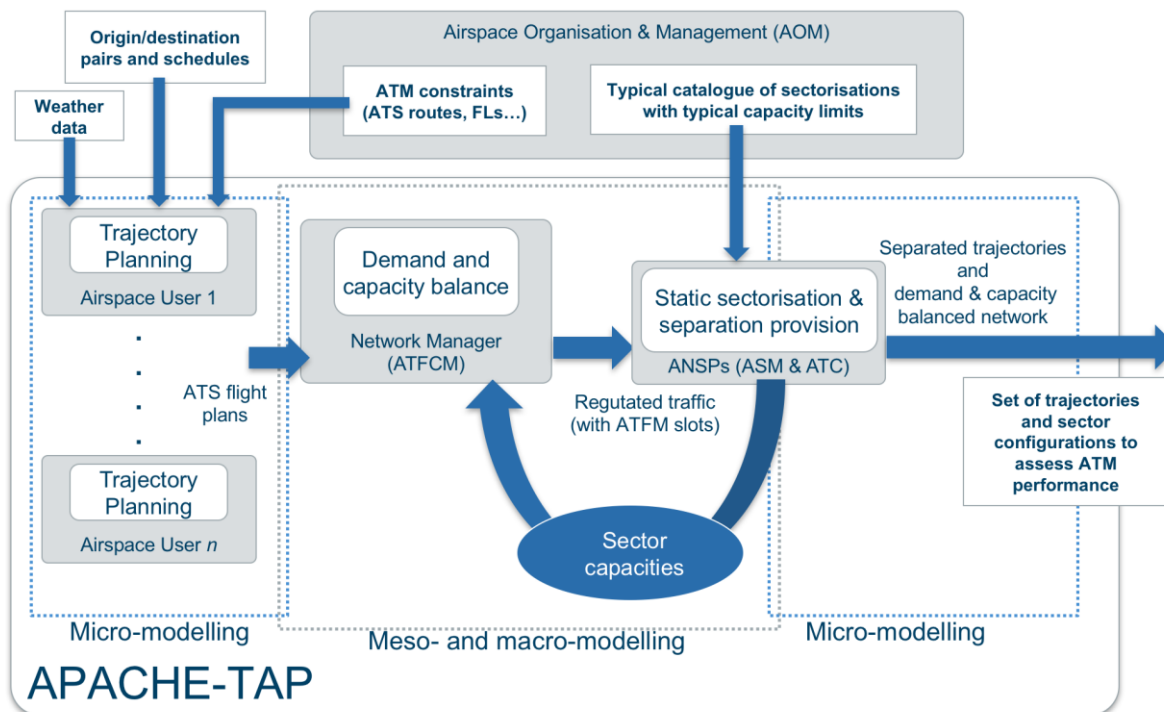 Airspace Organisation & Management (AOM)
Origin/destination
pairs and schedules
Weather
data
ATM constraints
(ATS routes, FLs…)
Typical catalogue of sectorisations
with typical capacity limits
Trajectory
Planning
Airspace User 1
.
.
.
.
Trajectory
Planning
Airspace User n
ATS flight
plans
Demand and
capacity balance
Network Manager
(ATFCM)
Regutated traffic
(with ATFM slots)
Static sectorisation &
separation provision
ANSPs (ASM & ATC)
Sector
capacities
Separated trajectories
and
demand & capacity
balanced network
Set of trajectories
and sector
configurations to
assess ATM
performance
Micro-modelling
Meso- and macro-modelling
Micro-modelling
APACHE-TAP